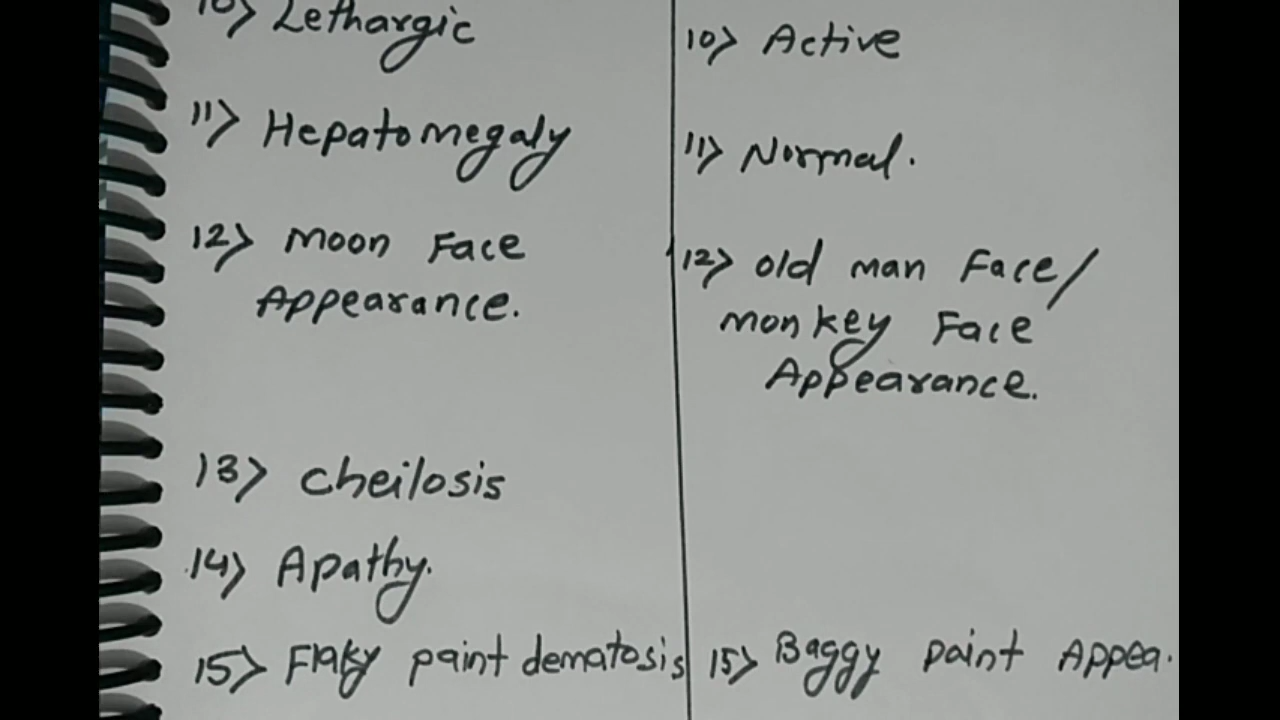 10> Lethargic
11> Hepatomegaly
12> Moon Face
Appearance.
13> Cheilosis
14> Apathy.
15> Flaky paint dematosis
10> Active
11> Normal.
12> old man Face/
monkey Face
Appearance.
15> Baggy paint Appea.